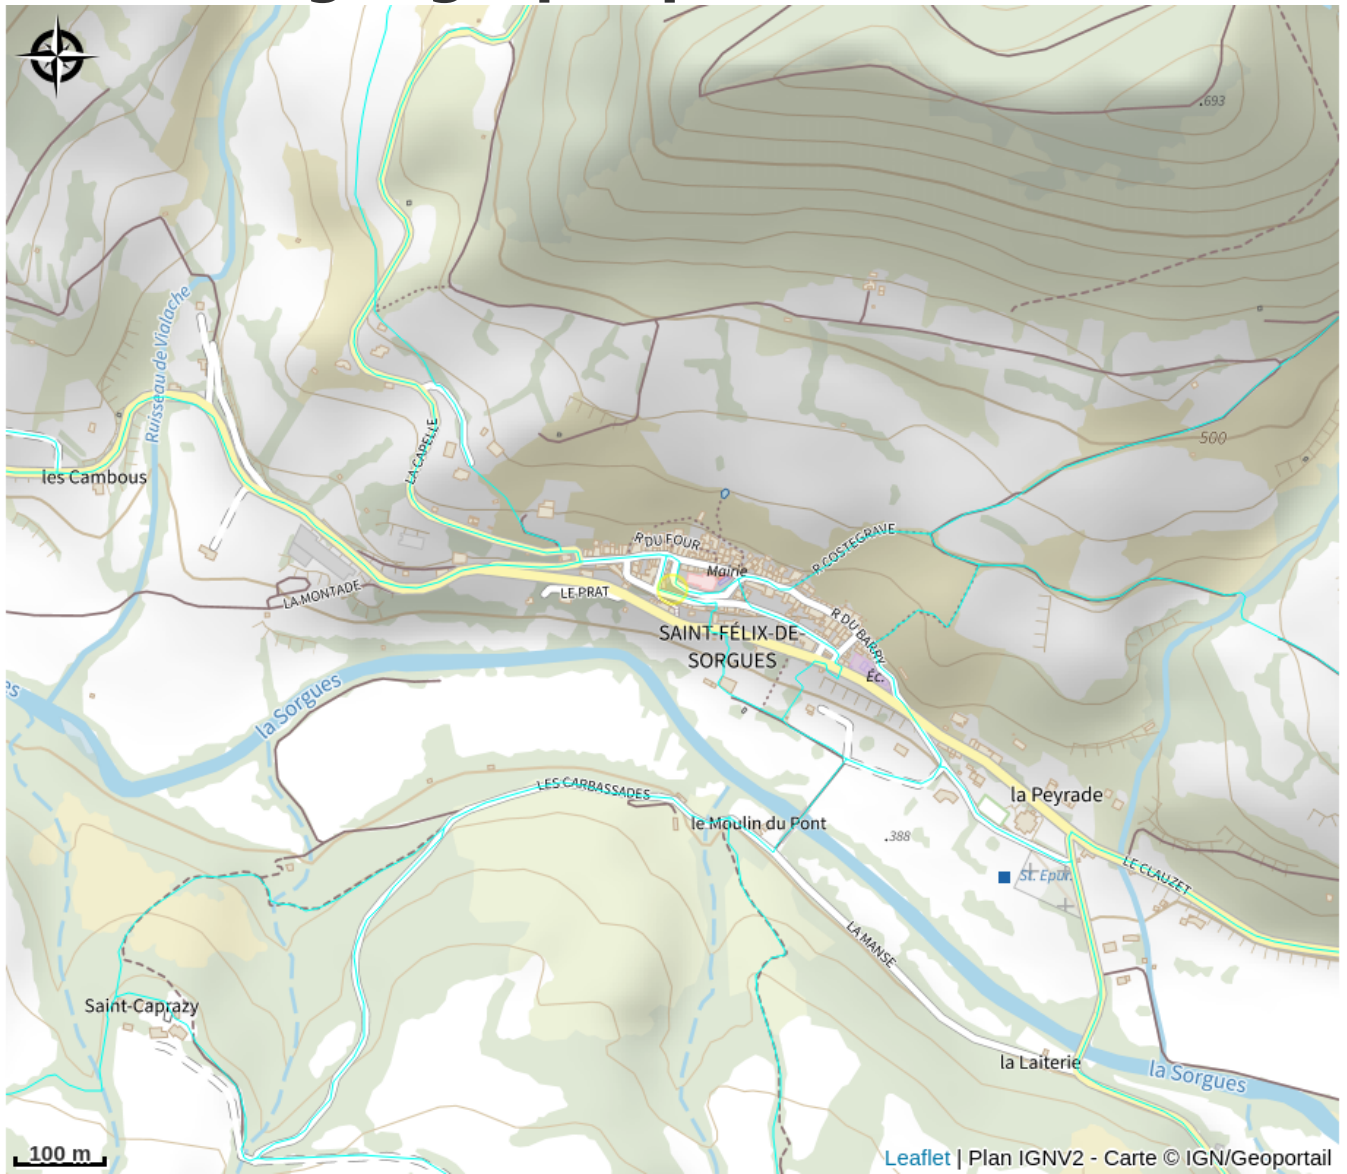 693
Ruisseau de Vialache
500
LA CAPELLE
les Cambous
R DU FOUR
R COSTEGRAVE
Mairie
LA MONTADE
LE PRAT
R DU BARRY
SAINT-FÉLIX-DE-
SORGUES
Éc.
la Sorgues
LES CARBASSADES
la Peyrade
le Moulin du Pont
388
LE CLAUZET
St. Epur.
LA MANSE
Saint-Caprazy
la Laiterie
la Sorgues
100 m
Leaflet | Plan IGNV2 - Carte © IGN/Geoportail